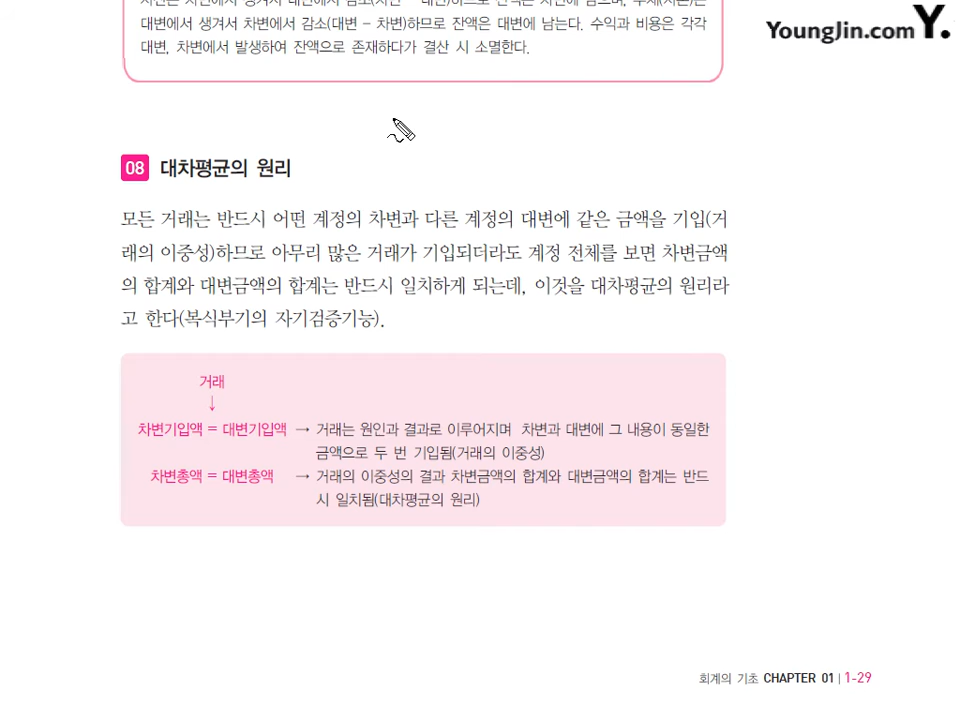 대변에서 생겨서 차변에서 감소(대변 - 차변)하므로 잔액은 대변에 남는다. 수익과 비용은 각각
대변, 차변에서 발생하여 잔액으로 존재하다가 결산 시 소멸한다.
YoungJin.com Y.
08 대차평균의 원리
모든 거래는 반드시 어떤 계정의 차변과 다른 계정의 대변에 같은 금액을 기입(거
래의 이중성)하므로 아무리 많은 거래가 기입되더라도 계정 전체를 보면 차변금액
의 합계와 대변금액의 합계는 반드시 일치하게 되는데, 이것을 대차평균의 원리라
고 한다(복식부기의 자기검증기능).
거래
↓
차변기입액 = 대변기입액 → 거래는 원인과 결과로 이루어지며 차변과 대변에 그 내용이 동일한
금액으로 두 번 기입됨(거래의 이중성)
차변총액 = 대변총액 → 거래의 이중성의 결과 차변금액의 합계와 대변금액의 합계는 반드
시 일치됨(대차평균의 원리)
회계의 기초 CHAPTER 01 | 1-29